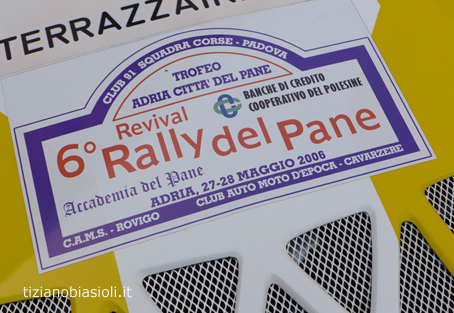 TERRAZZAIN
CLUB 91 SQUADRA CORSE - PADOVA
TROFEO
ADRIA CITTA' DEL PANE
BANCHE DI CREDITO
COOPERATIVO DEL POLESINE
Revival
6° Rally del Pane
Accademia del Pane
ADRIA, 27-28 MAGGIO 2006
C.A.M.S. - ROVIGO
CLUB AUTO MOTO D'EPOCA - CAVARZERE
tizianobiasioli.it